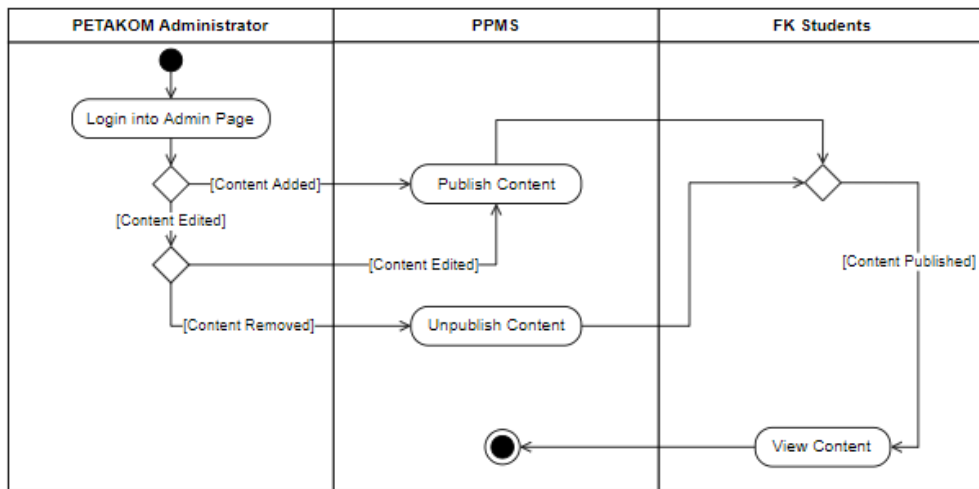 PETAKOM Administrator
PPMS
FK Students
Login into Admin Page
[Content Added]
Publish Content
[Content Edited]
[Content Edited]
[Content Published]
[Content Removed]
Unpublish Content
View Content